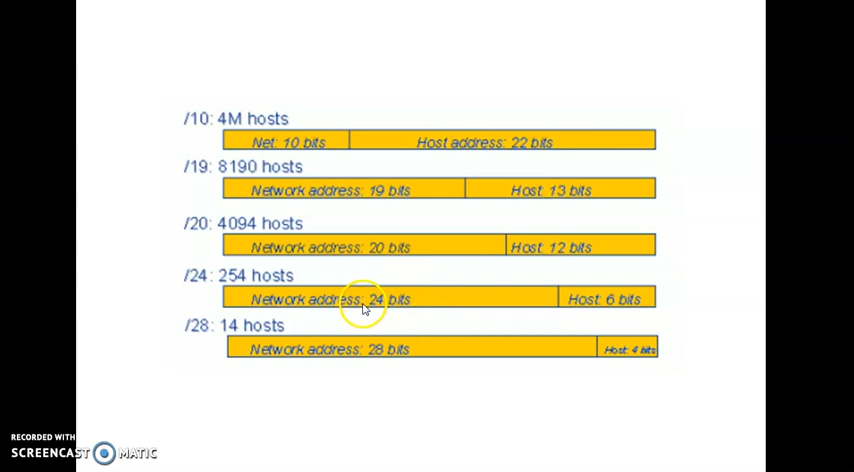 /10: 4M hosts
Net: 10 bits Host address: 22 bits
/19: 8190 hosts
Network address: 19 bits Host: 13 bits
/20: 4094 hosts
Network address: 20 bits Host: 12 bits
/24: 254 hosts
Network address: 24 bits Host: 6 bits
/28: 14 hosts
Network address: 28 bits Host: 4 bits
RECORDED WITH
SCREENCAST MATIC